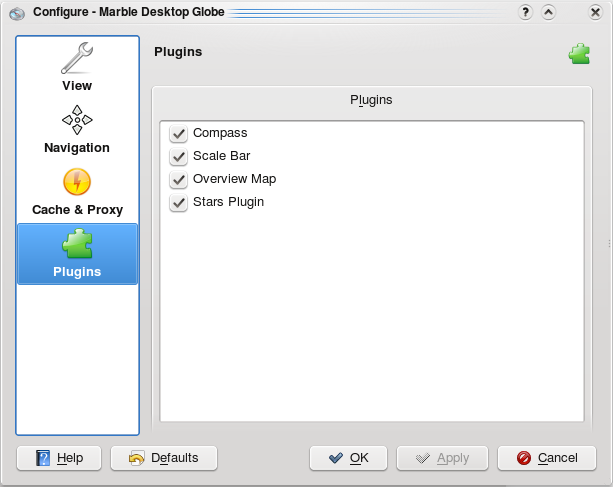 Configure - Marble Desktop Globe
View
Navigation
Cache & Proxy
Plugins
Plugins
Plugins
Compass
Scale Bar
Overview Map
Stars Plugin
Help
Defaults
OK
Apply
Cancel